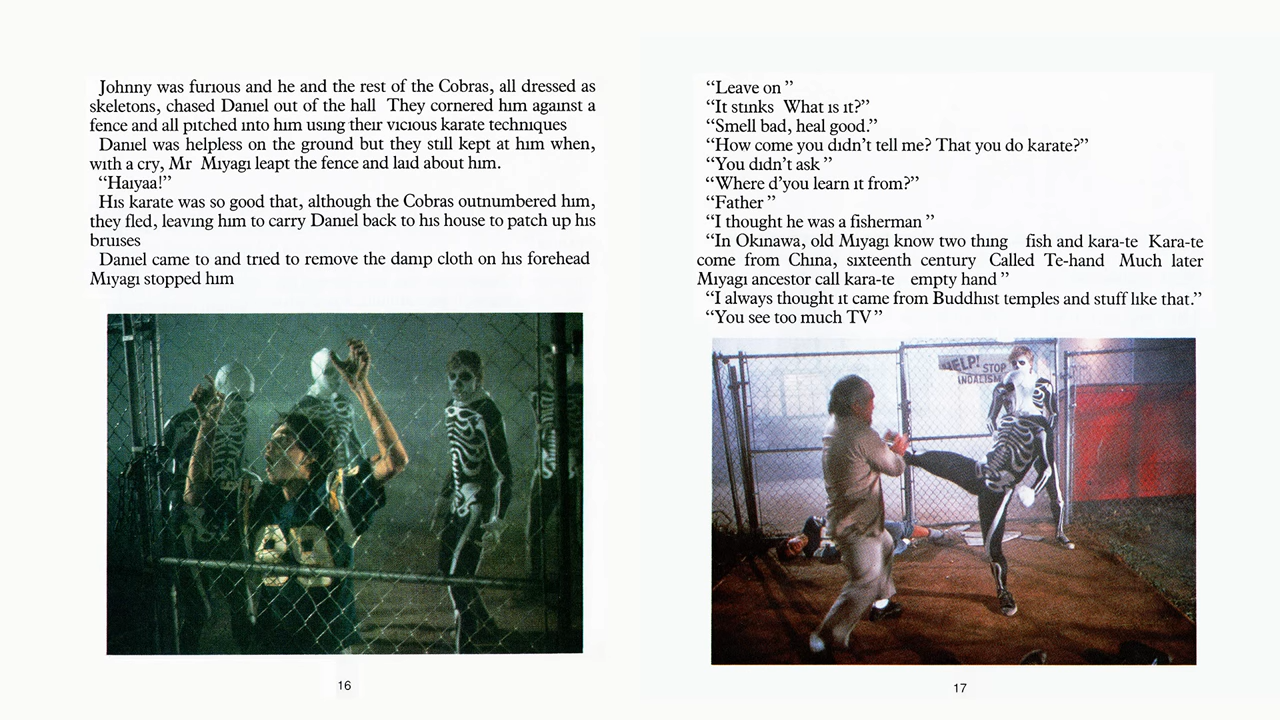 Johnny was furious and he and the rest of the Cobras, all dressed as
skeletons, chased Daniel out of the hall They cornered him against a
fence and all pitched into him using their vicious karate techniques
Daniel was helpless on the ground but they still kept at him when,
with a cry, Mr Miyagi leapt the fence and laid about him.
“Haiyaa!”
His karate was so good that, although the Cobras outnumbered him,
they fled, leaving him to carry Daniel back to his house to patch up his
bruises
Daniel came to and tried to remove the damp cloth on his forehead
Miyagi stopped him
16
“Leave on”
“It stinks What is it?”
“Smell bad, heal good.”
“How come you didn’t tell me? That you do karate?”
“You didn’t ask”
“Where d’you learn it from?”
“Father”
“I thought he was a fisherman”
“In Okinawa, old Miyagi know two thing fish and kara-te Kara-te
come from China, sixteenth century Called Te-hand Much later
Miyagi ancestor call kara-te empty hand”
“I always thought it came from Buddhist temples and stuff like that.”
“You see too much TV”
HELP! STOP
ANDALISM
17